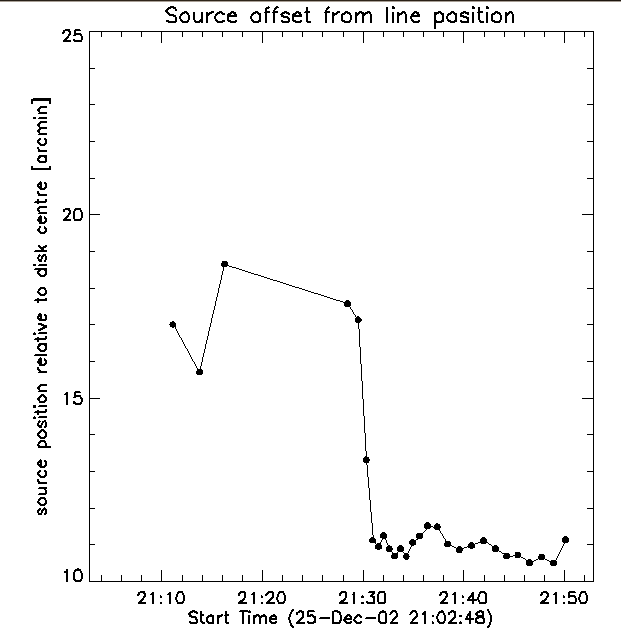 Source offset from line position
25
20
15
10
source position relative to disk centre [arcmin]
21:10 21:20 21:30 21:40 21:50
Start Time (25-Dec-02 21:02:48)